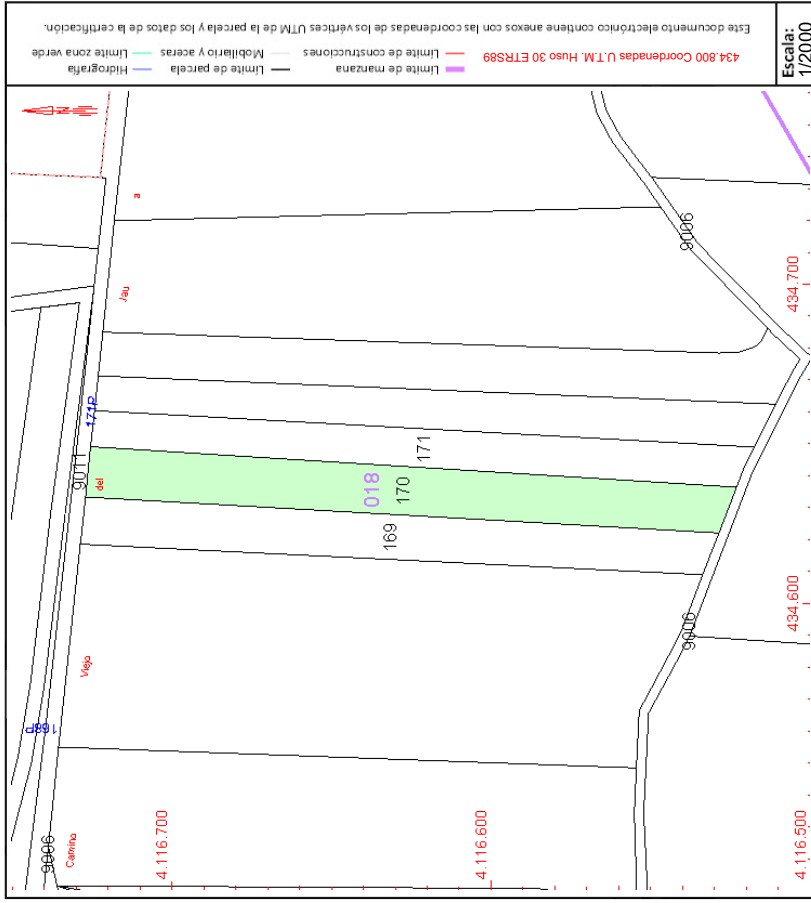 Este documento electrónico contiene anexos con las coordenadas de los vértices UTM de la parcela y los datos de la certificación.
434.800 Coordenadas U.T.M. Huso 30 ETRS89
Límite de manzana
Límite de construcciones
Límite de parcela
Mobiliario y aceras
Límite zona verde
Hidrografía
Escala:
1/2000
N
a
9006
Jau
434.700
171P
9011
del
018
170
171
169
Viejo
9006
434.600
168P
9006
Camino
4.116.700
4.116.600
4.116.500